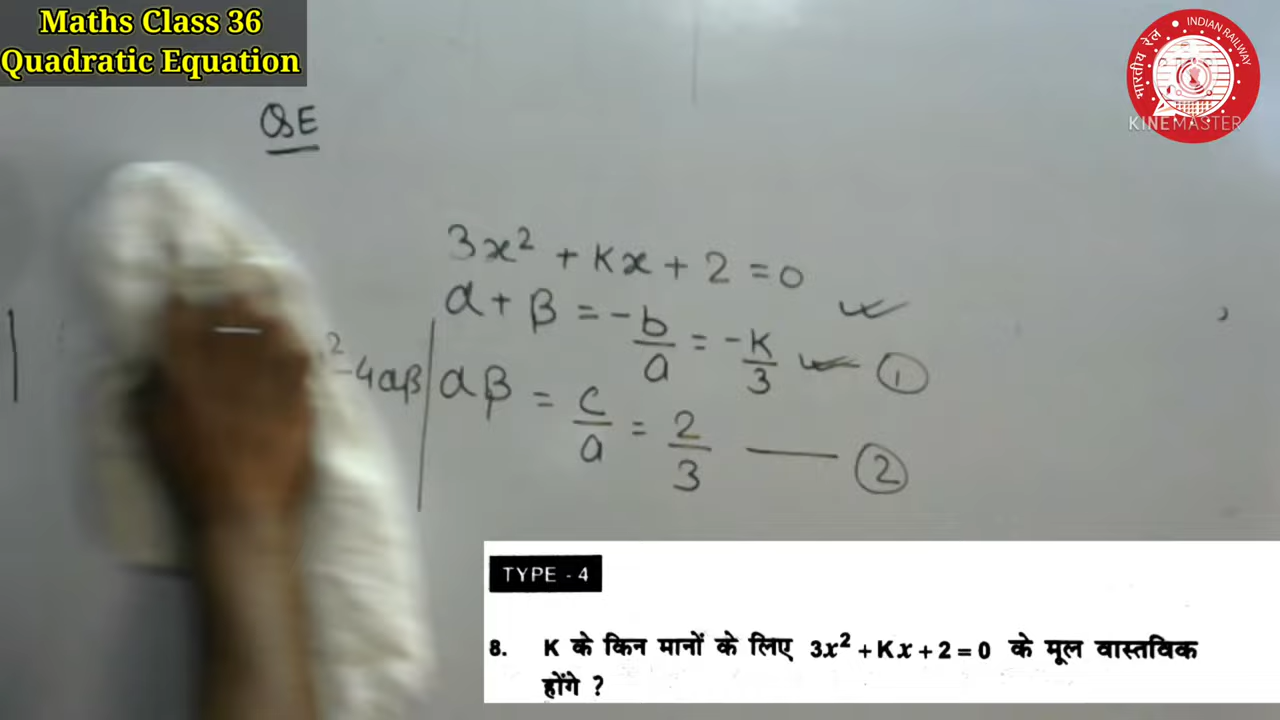 Maths Class 36
Quadratic Equation
भारतीय रेल • INDIAN RAILWAY
KINEMASTER
QE
3x² + Kx + 2 = 0
α + β = -b/a = -K/3 ①
² - 4αβ
αβ = c/a = 2/3 —— ②
TYPE - 4
8. K के किन मानों के लिए 3x² + Kx + 2 = 0 के मूल वास्तविक
होंगे ?